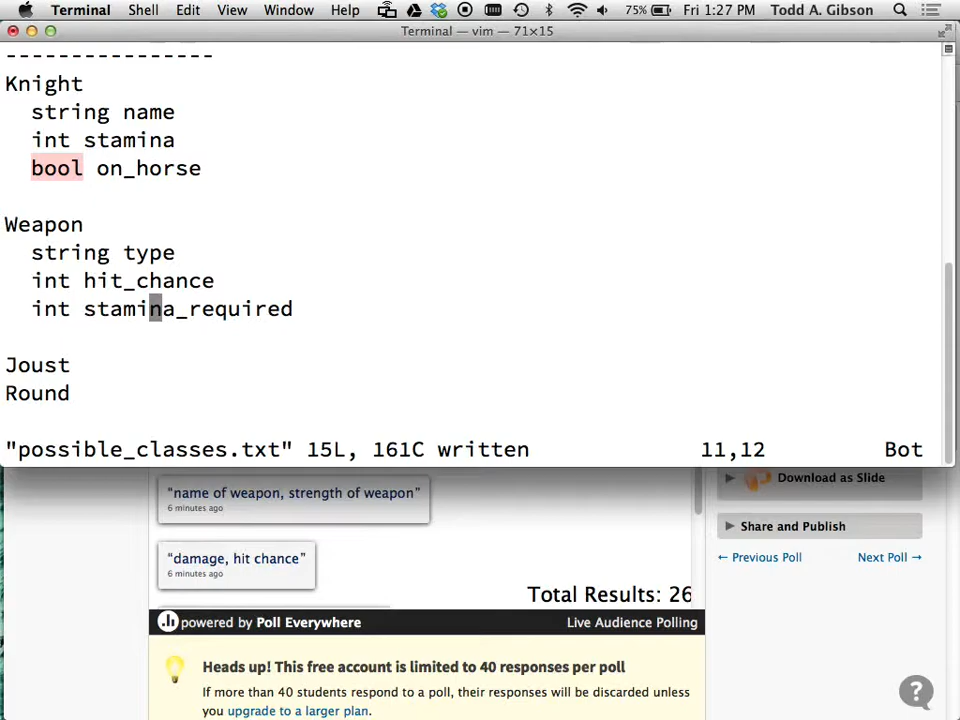 Terminal Shell Edit View Window Help 75% Fri 1:27 PM Todd A. Gibson
Terminal — vim — 71×15
----------------
Knight
string name
int stamina
bool on_horse
Weapon
string type
int hit_chance
int stamina_required
Joust
Round
"possible_classes.txt" 15L, 161C written 11,12 Bot
“name of weapon, strength of weapon”
6 minutes ago
Download as Slide
Share and Publish
“damage, hit chance”
6 minutes ago
← Previous Poll Next Poll →
Total Results: 26
powered by Poll Everywhere Live Audience Polling
Heads up! This free account is limited to 40 responses per poll
If more than 40 students respond to a poll, their responses will be discarded unless
you upgrade to a larger plan.
?